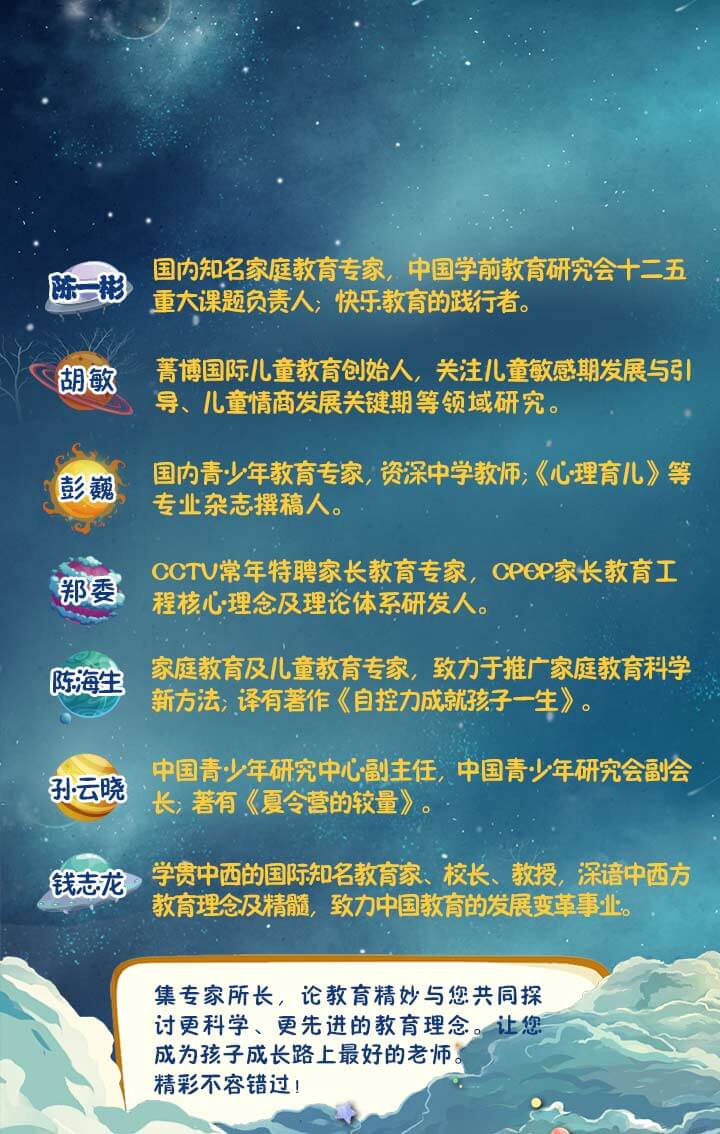 陈一彬
国内知名家庭教育专家，中国学前教育研究会十二五
重大课题负责人；快乐教育的践行者。
胡敏
菁博国际儿童教育创始人，关注儿童敏感期发展与引
导、儿童情商发展关键期等领域研究。
彭巍
国内青少年教育专家，资深中学教师；《心理育儿》等
专业杂志撰稿人。
郑委
CCTV常年特聘家长教育专家，CPEP家长教育工
程核心理念及理论体系研发人。
陈海生
家庭教育及儿童教育专家，致力于推广家庭教育科学
新方法；译有著作《自控力成就孩子一生》。
孙云晓
中国青少年研究中心副主任，中国青少年研究会副会
长；著有《夏令营的较量》。
钱志龙
学贯中西的国际知名教育家、校长、教授，深谙中西方
教育理念及精髓，致力中国教育的发展变革事业。
集专家所长，论教育精妙与您共同探
讨更科学、更先进的教育理念。让您
成为孩子成长路上最好的老师。
精彩不容错过！